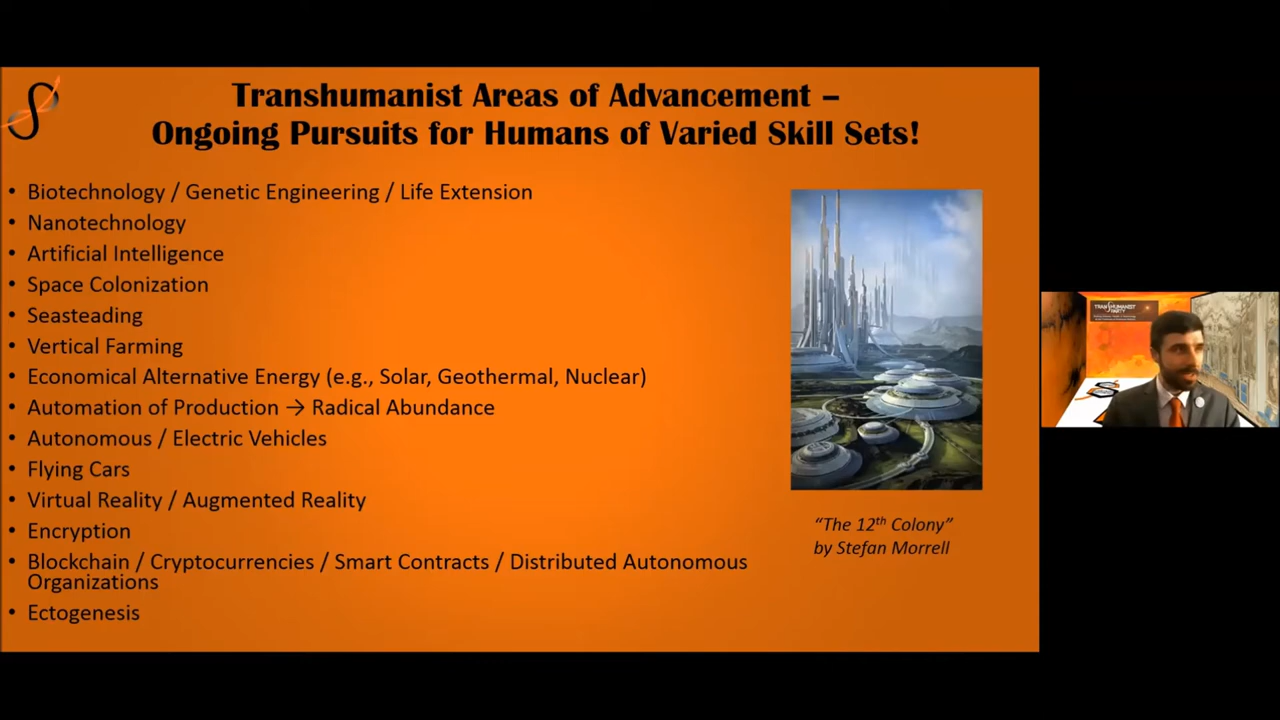 Transhumanist Areas of Advancement –
Ongoing Pursuits for Humans of Varied Skill Sets!
• Biotechnology / Genetic Engineering / Life Extension
• Nanotechnology
• Artificial Intelligence
• Space Colonization
• Seasteading
• Vertical Farming
• Economical Alternative Energy (e.g., Solar, Geothermal, Nuclear)
• Automation of Production → Radical Abundance
• Autonomous / Electric Vehicles
• Flying Cars
• Virtual Reality / Augmented Reality
• Encryption
• Blockchain / Cryptocurrencies / Smart Contracts / Distributed Autonomous
Organizations
• Ectogenesis
“The 12th Colony”
by Stefan Morrell
TRANSHUMANIST
PARTY